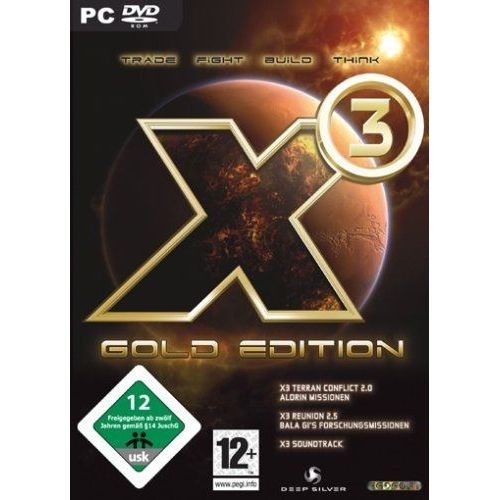 PC DVD
ROM
TRADE FIGHT BUILD THINK
X3
GOLD EDITION
X3 TERRAN CONFLICT 2.0
ALDRIN MISSIONEN
X3 REUNION 2.5
BALA GI'S FORSCHUNGSMISSIONEN
X3 SOUNDTRACK
12
Freigegeben ab zwölf
Jahren gemäß §14 JuschG
usk
12+
www.pegi.info
DEEP SILVER
EGOSOFT